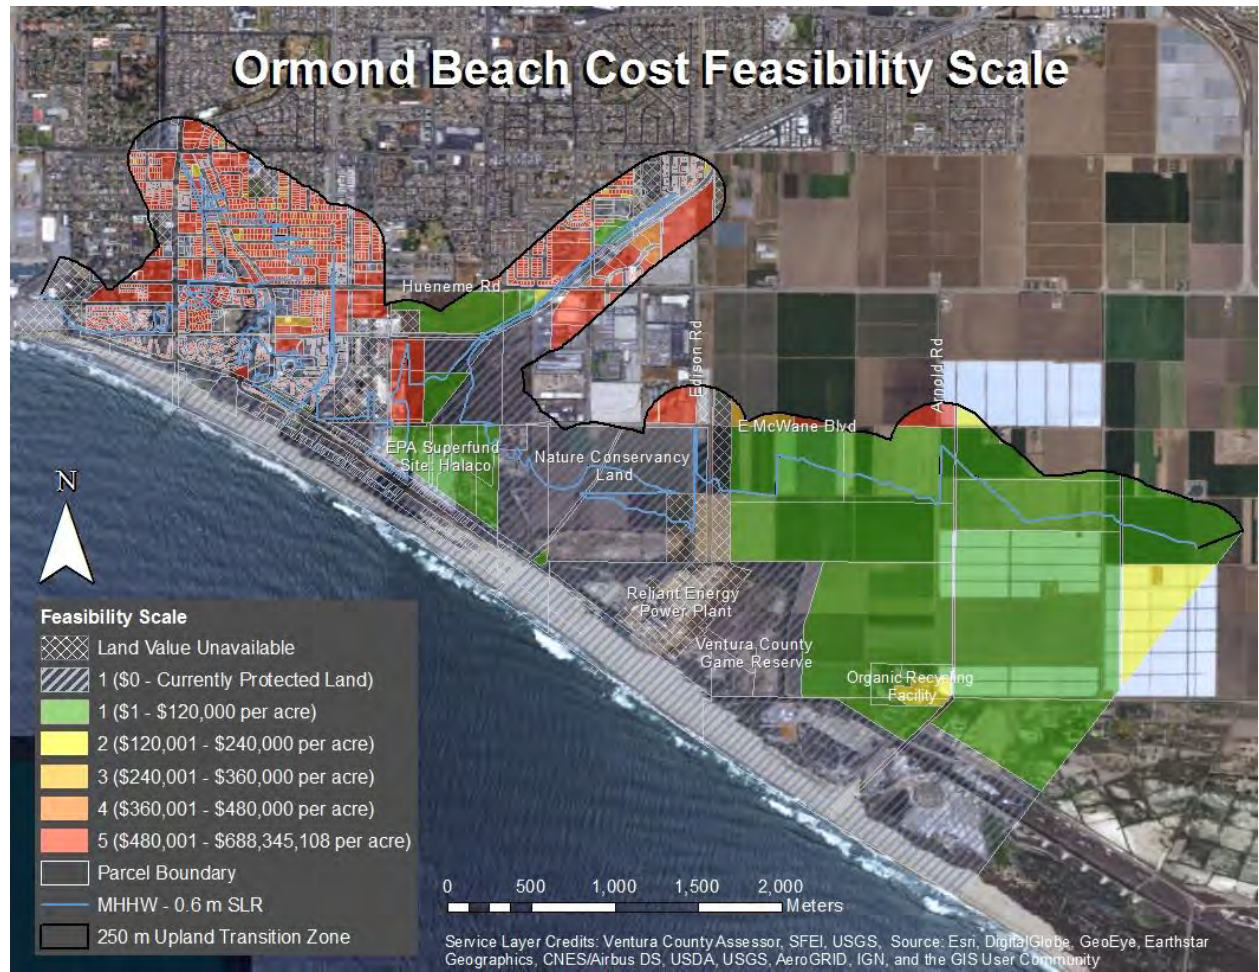 Ormond Beach Cost Feasibility Scale
Hueneme Rd
Edison Rd
Arnold Rd
E McWane Blvd
EPA Superfund
Site: Halaco
Nature Conservancy
Land
Reliant Energy
Power Plant
Ventura County
Game Reserve
Organic Recycling
Facility
N
Feasibility Scale
Land Value Unavailable
1 ($0 - Currently Protected Land)
1 ($1 - $120,000 per acre)
2 ($120,001 - $240,000 per acre)
3 ($240,001 - $360,000 per acre)
4 ($360,001 - $480,000 per acre)
5 ($480,001 - $688,345,108 per acre)
Parcel Boundary
MHHW - 0.6 m SLR
250 m Upland Transition Zone
0 500 1,000 1,500 2,000
Meters
Service Layer Credits: Ventura County Assessor, SFEI, USGS, Source: Esri, DigitalGlobe, GeoEye, Earthstar
Geographics, CNES/Airbus DS, USDA, USGS, AeroGRID, IGN, and the GIS User Community